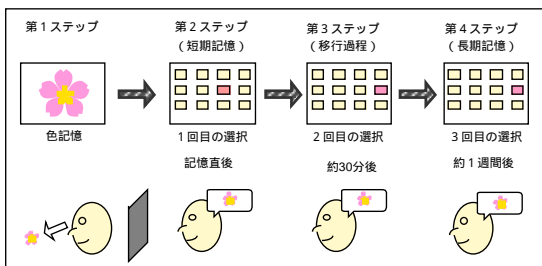 第１ステップ
第２ステップ
（短期記憶）
第３ステップ
（移行過程）
第４ステップ
（長期記憶）
色記憶
１回目の選択
２回目の選択
３回目の選択
記憶直後
約30分後
約１週間後